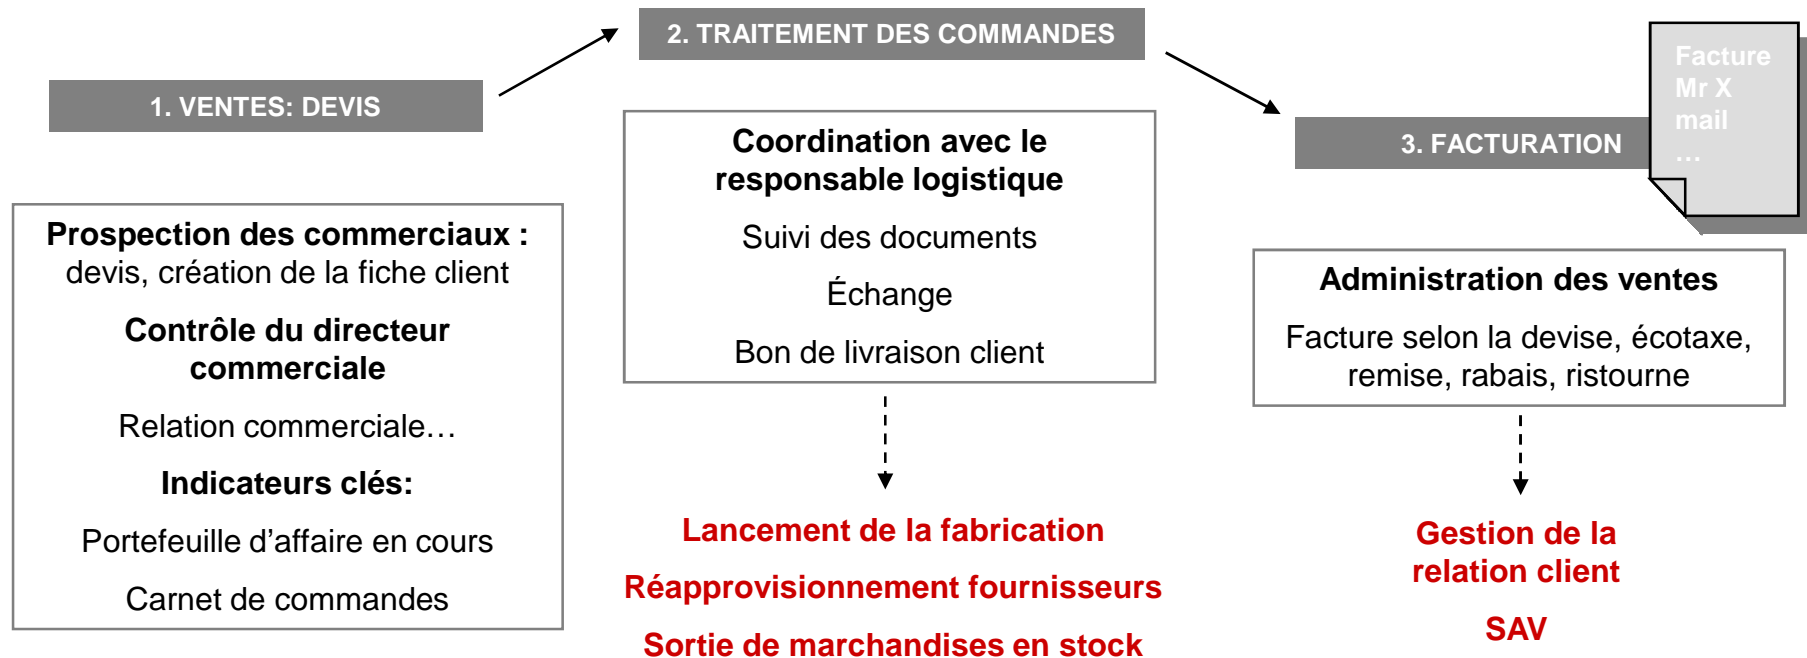 1. VENTES: DEVIS
Prospection des commerciaux :
devis, création de la fiche client
Contrôle du directeur
commerciale
Relation commerciale…
Indicateurs clés:
Portefeuille d’affaire en cours
Carnet de commandes
2. TRAITEMENT DES COMMANDES
Coordination avec le
responsable logistique
Suivi des documents
Échange
Bon de livraison client
Lancement de la fabrication
Réapprovisionnement fournisseurs
Sortie de marchandises en stock
3. FACTURATION
Facture
Mr X
mail
…
Administration des ventes
Facture selon la devise, écotaxe,
remise, rabais, ristourne
Gestion de la
relation client
SAV